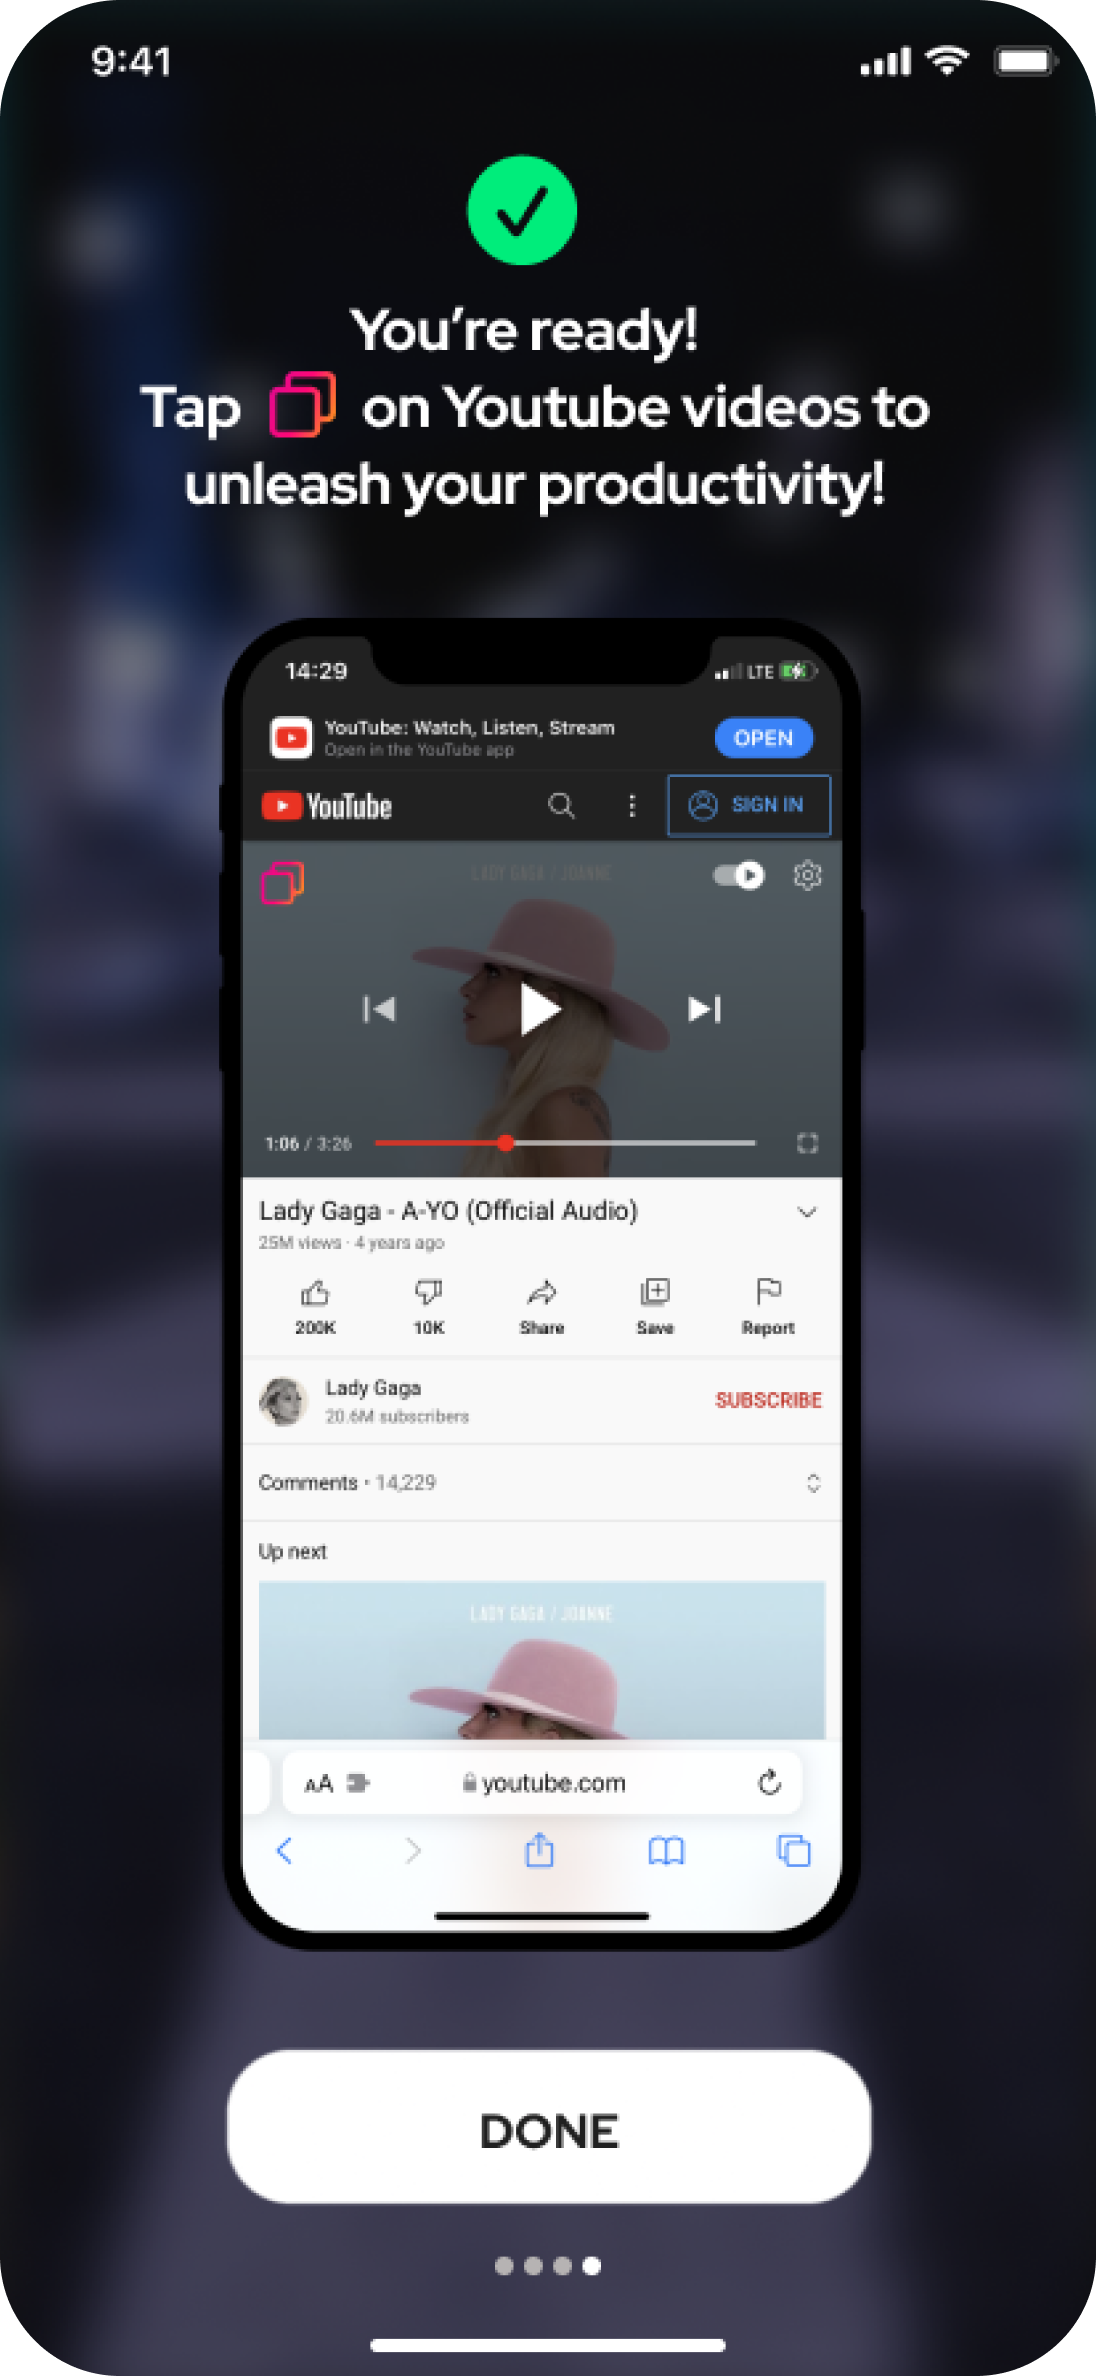 9:41
You're ready!
Tap on Youtube videos to
unleash your productivity!
14:29
LTE
YouTube: Watch, Listen, Stream
Open in the YouTube app
OPEN
YouTube
SIGN IN
LADY GAGA / JOANNE
1:06 / 3:26
Lady Gaga - A-YO (Official Audio)
25M views · 4 years ago
200K
10K
Share
Save
Report
Lady Gaga
20.6M subscribers
SUBSCRIBE
Comments • 14,229
Up next
LADY GAGA / JOANNE
AA
youtube.com
DONE